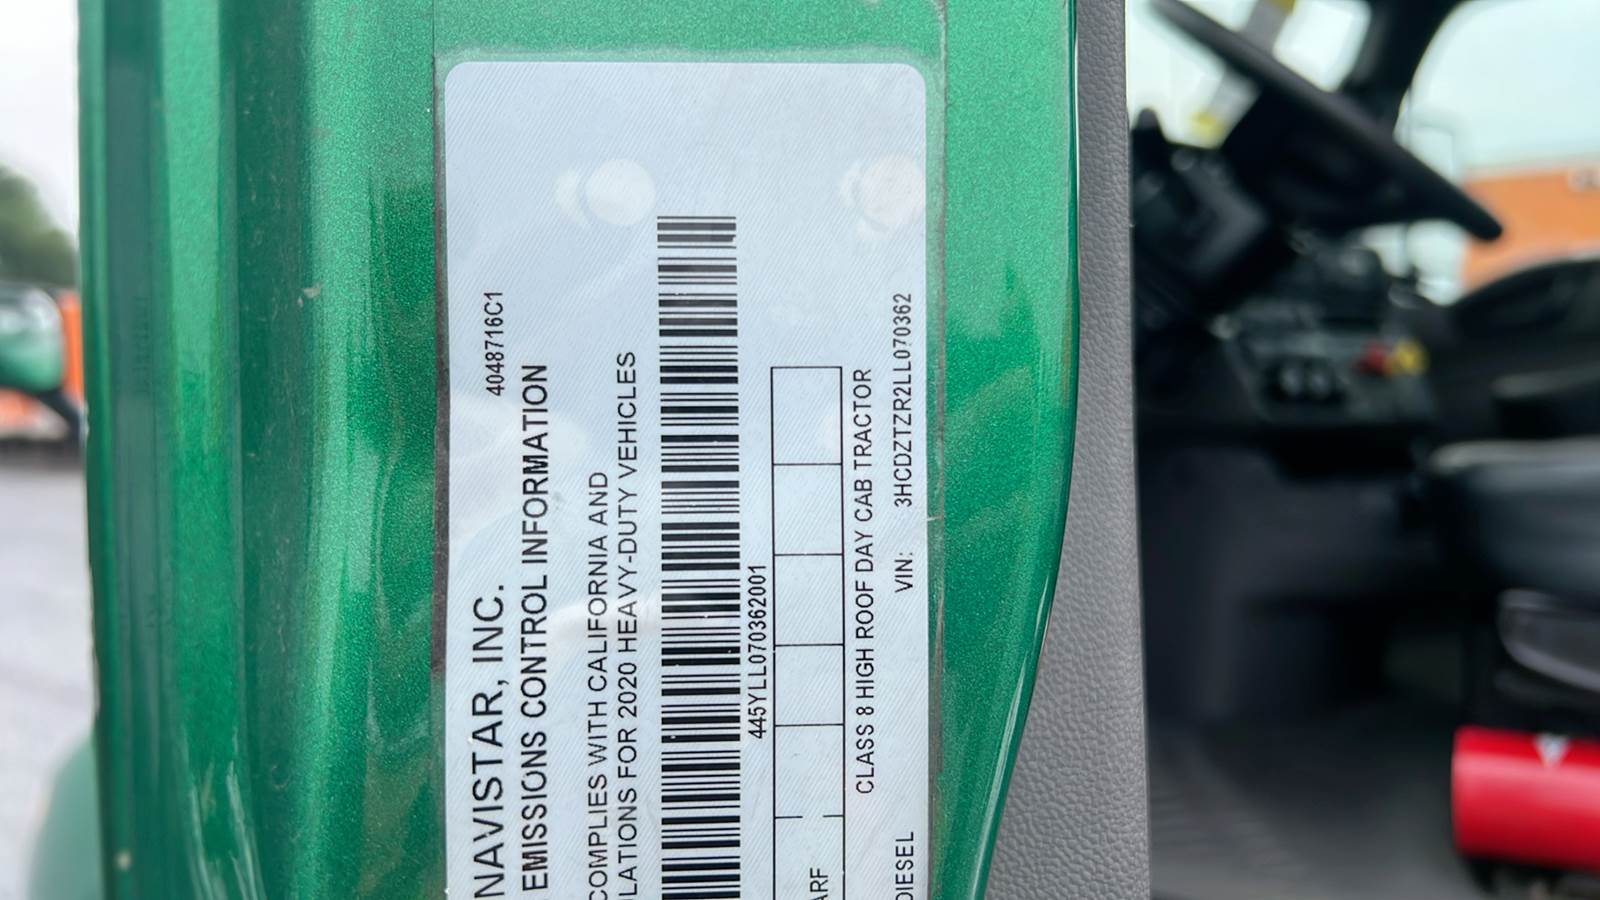 4048716C1
NAVISTAR, INC.
EMISSIONS CONTROL INFORMATION
COMPLIES WITH CALIFORNIA AND
LATIONS FOR 2020 HEAVY-DUTY VEHICLES
445YLL070362001
ARF
CLASS 8 HIGH ROOF DAY CAB TRACTOR
DIESEL VIN: 3HCDZTZR2LL070362